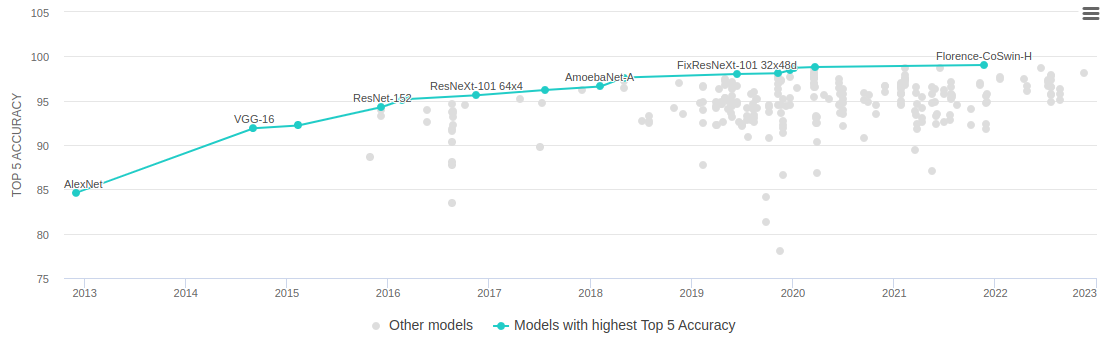 105
100
95
90
85
80
75
TOP 5 ACCURACY
AlexNet
VGG-16
ResNet-152
ResNeXt-101 64x4
AmoebaNet-A
FixResNeXt-101 32x48d
Florence-CoSwin-H
2013 2014 2015 2016 2017 2018 2019 2020 2021 2022 2023
Other models Models with highest Top 5 Accuracy